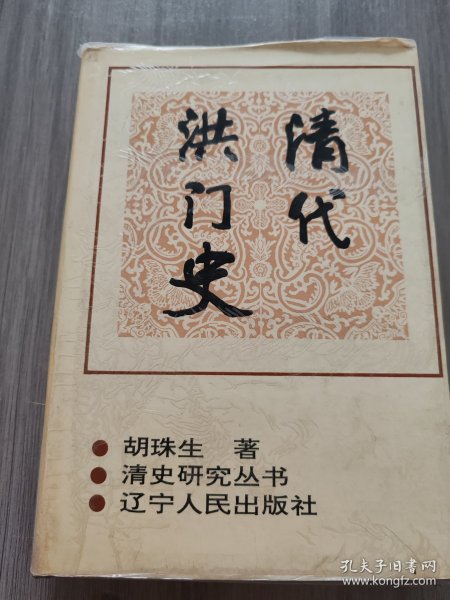 清代
洪门史
胡珠生 著
清史研究丛书
辽宁人民出版社
孔夫子旧书网
www.kongfz.com